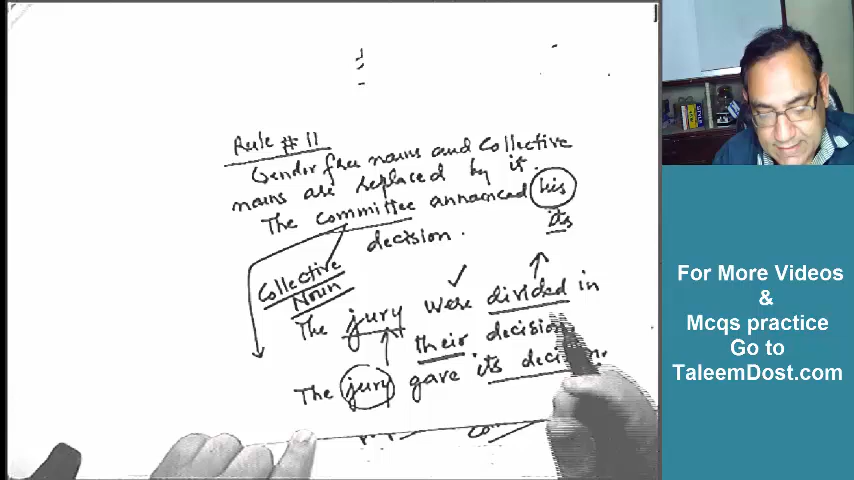 Rule # 11
Gender free nouns and Collective
nouns are replaced by it.
The committee announced his
its
decision.
Collective
Noun
The jury were divided in
their decision
The jury gave its decision.
For More Videos
&
Mcqs practice
Go to
TaleemDost.com